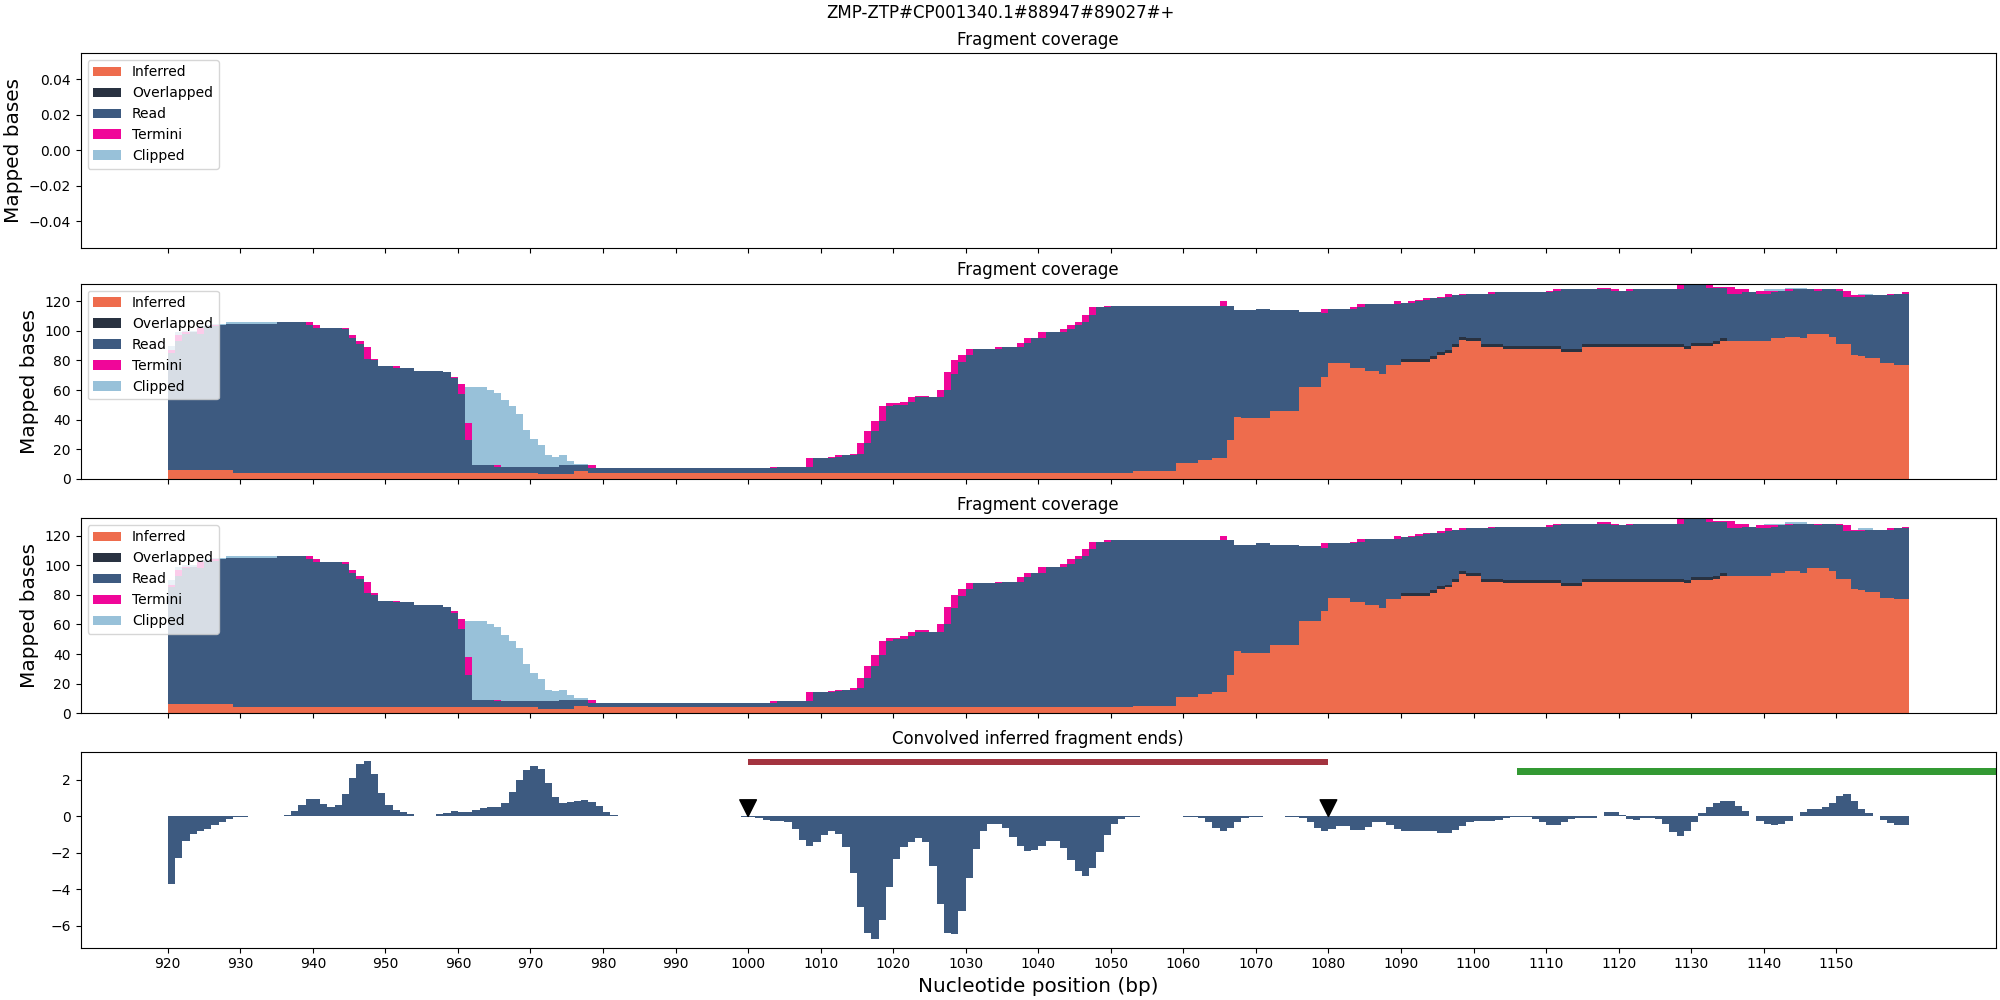 ZMP-ZTP#CP001340.1#88947#89027#+
Fragment coverage
Mapped bases
0.04
0.02
0.00
−0.02
−0.04
Inferred
Overlapped
Read
Termini
Clipped
Fragment coverage
Mapped bases
120
100
80
60
40
20
0
Inferred
Overlapped
Read
Termini
Clipped
Fragment coverage
Mapped bases
120
100
80
60
40
20
0
Inferred
Overlapped
Read
Termini
Clipped
Convolved inferred fragment ends)
2
0
−2
−4
−6
920 930 940 950 960 970 980 990 1000 1010 1020 1030 1040 1050 1060 1070 1080 1090 1100 1110 1120 1130 1140 1150
Nucleotide position (bp)